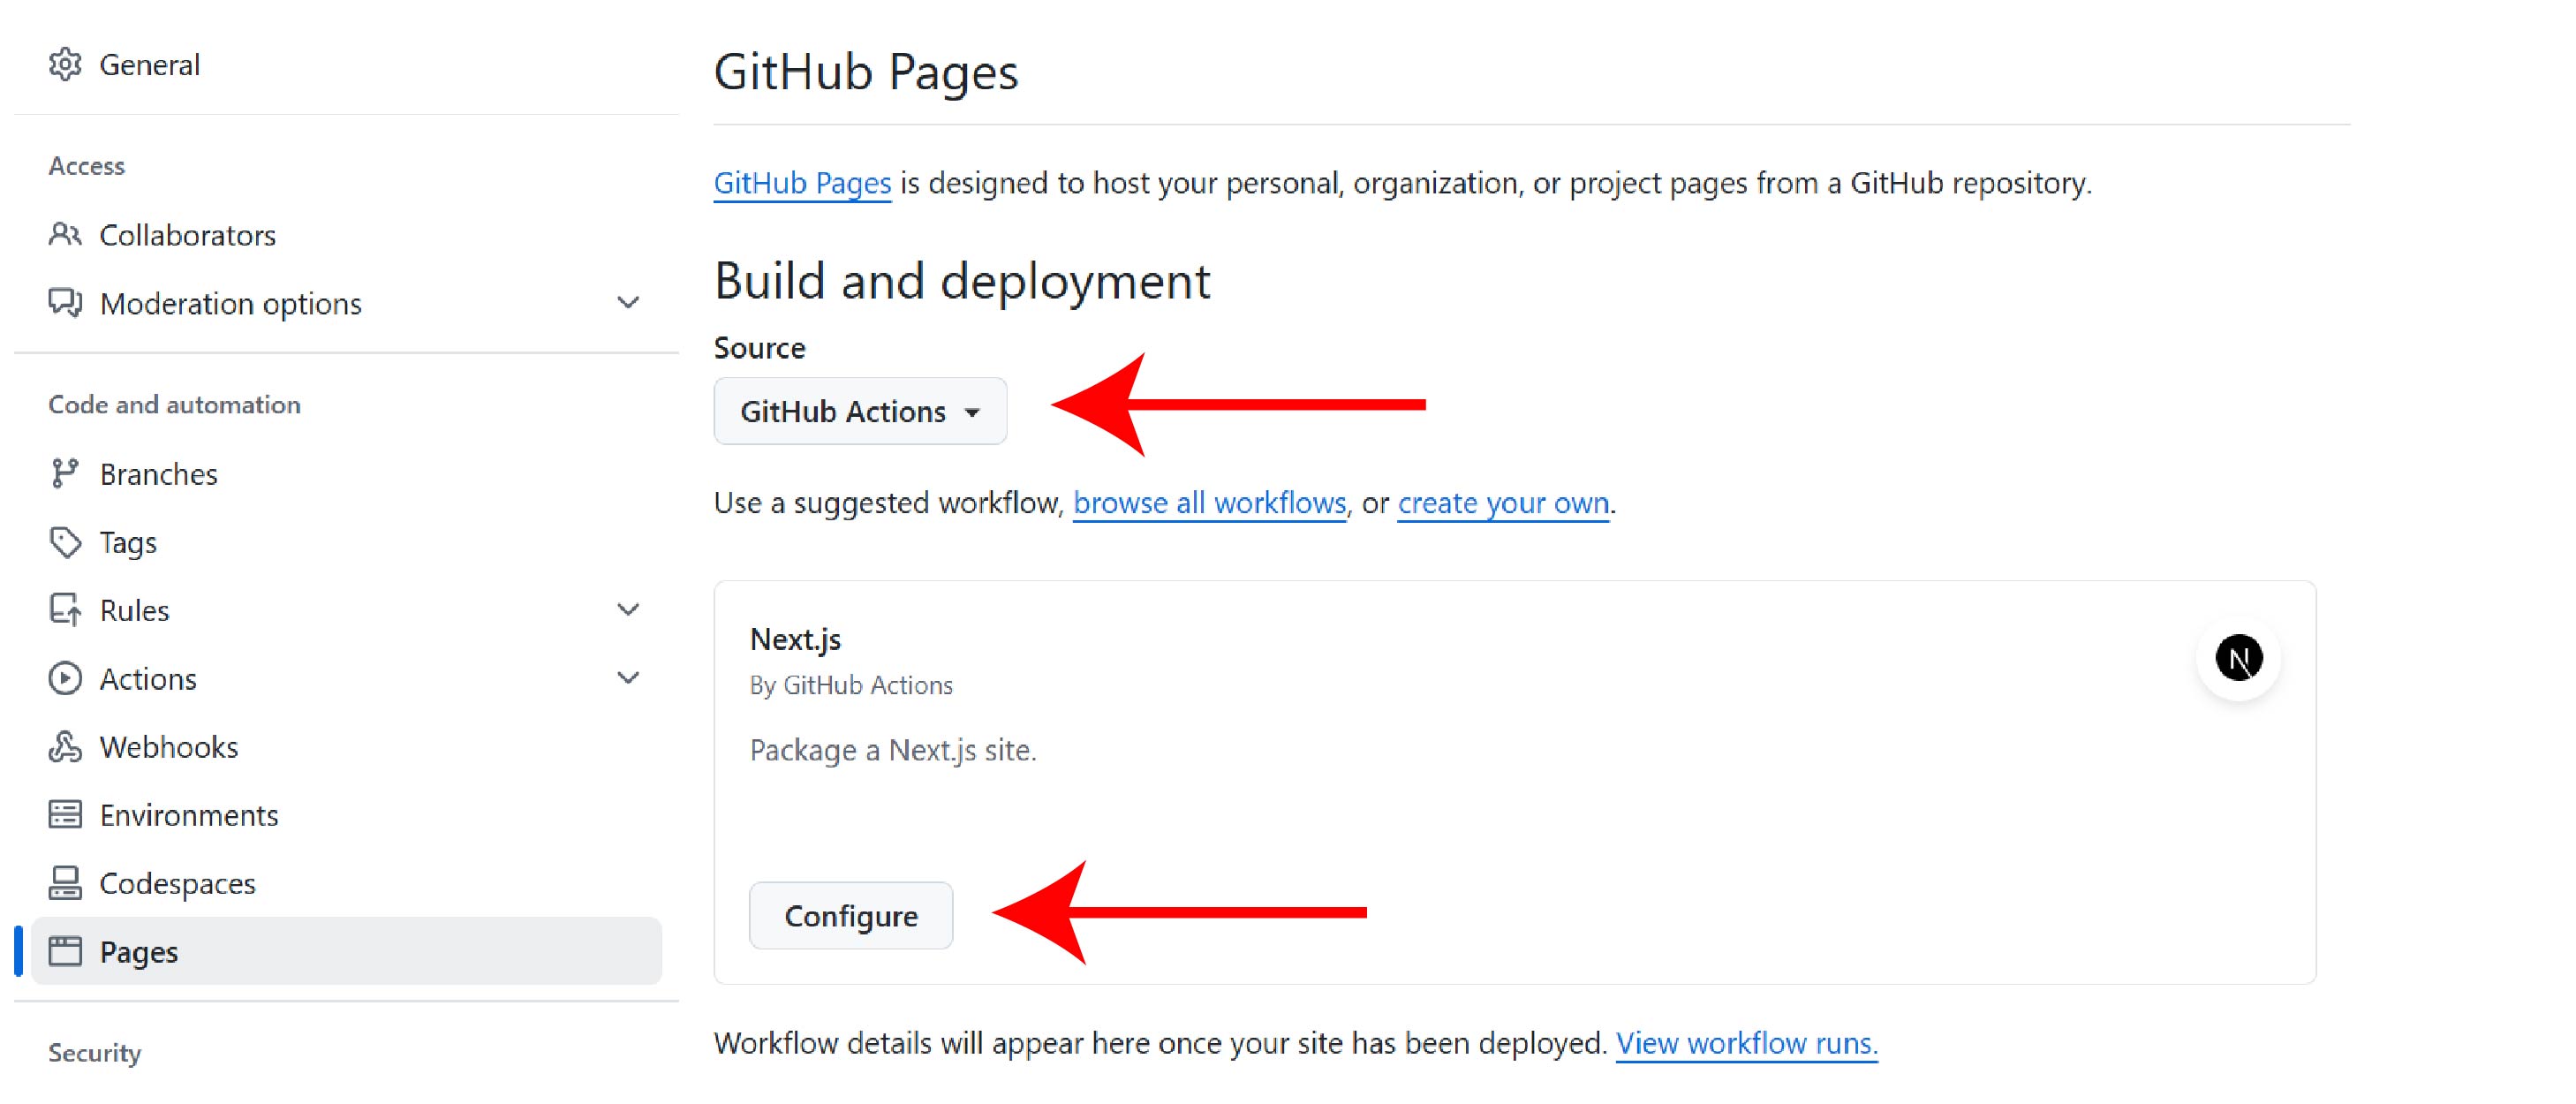 General
Access
Collaborators
Moderation options
Code and automation
Branches
Tags
Rules
Actions
Webhooks
Environments
Codespaces
Pages
Security
GitHub Pages
GitHub Pages is designed to host your personal, organization, or project pages from a GitHub repository.
Build and deployment
Source
GitHub Actions
Use a suggested workflow, browse all workflows, or create your own.
Next.js
N
By GitHub Actions
Package a Next.js site.
Configure
Workflow details will appear here once your site has been deployed. View workflow runs.